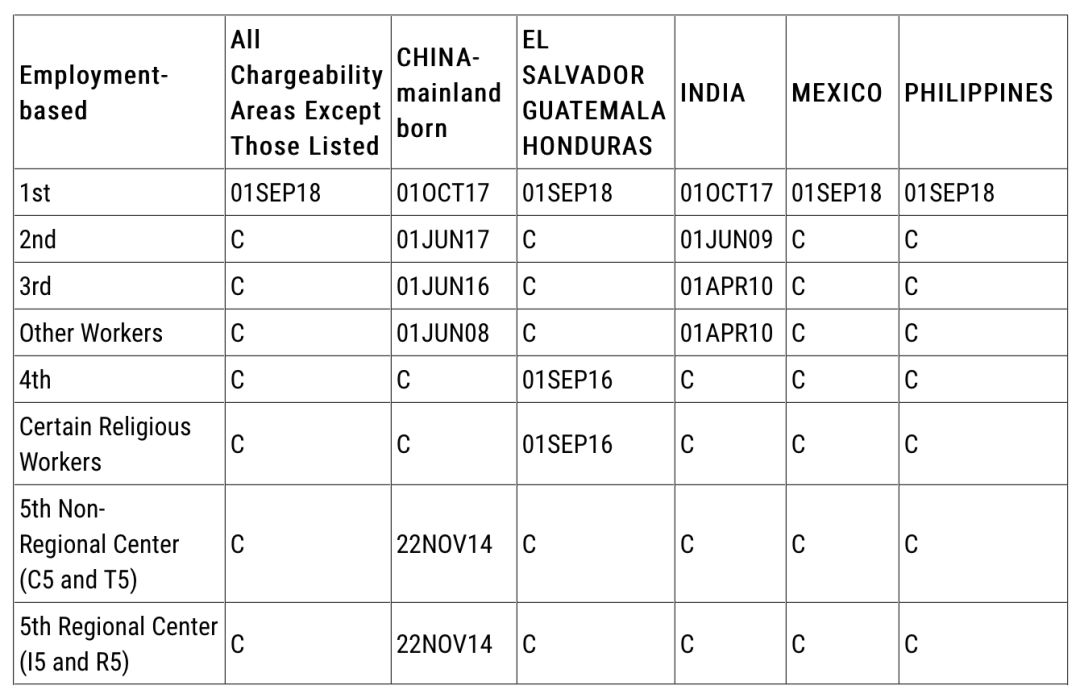 Employment-based | All Chargeability Areas Except Those Listed | CHINA-mainland born | EL SALVADOR GUATEMALA HONDURAS | INDIA | MEXICO | PHILIPPINES
1st | 01SEP18 | 01OCT17 | 01SEP18 | 01OCT17 | 01SEP18 | 01SEP18
2nd | C | 01JUN17 | C | 01JUN09 | C | C
3rd | C | 01JUN16 | C | 01APR10 | C | C
Other Workers | C | 01JUN08 | C | 01APR10 | C | C
4th | C | C | 01SEP16 | C | C | C
Certain Religious Workers | C | C | 01SEP16 | C | C | C
5th Non-Regional Center (C5 and T5) | C | 22NOV14 | C | C | C | C
5th Regional Center (I5 and R5) | C | 22NOV14 | C | C | C | C